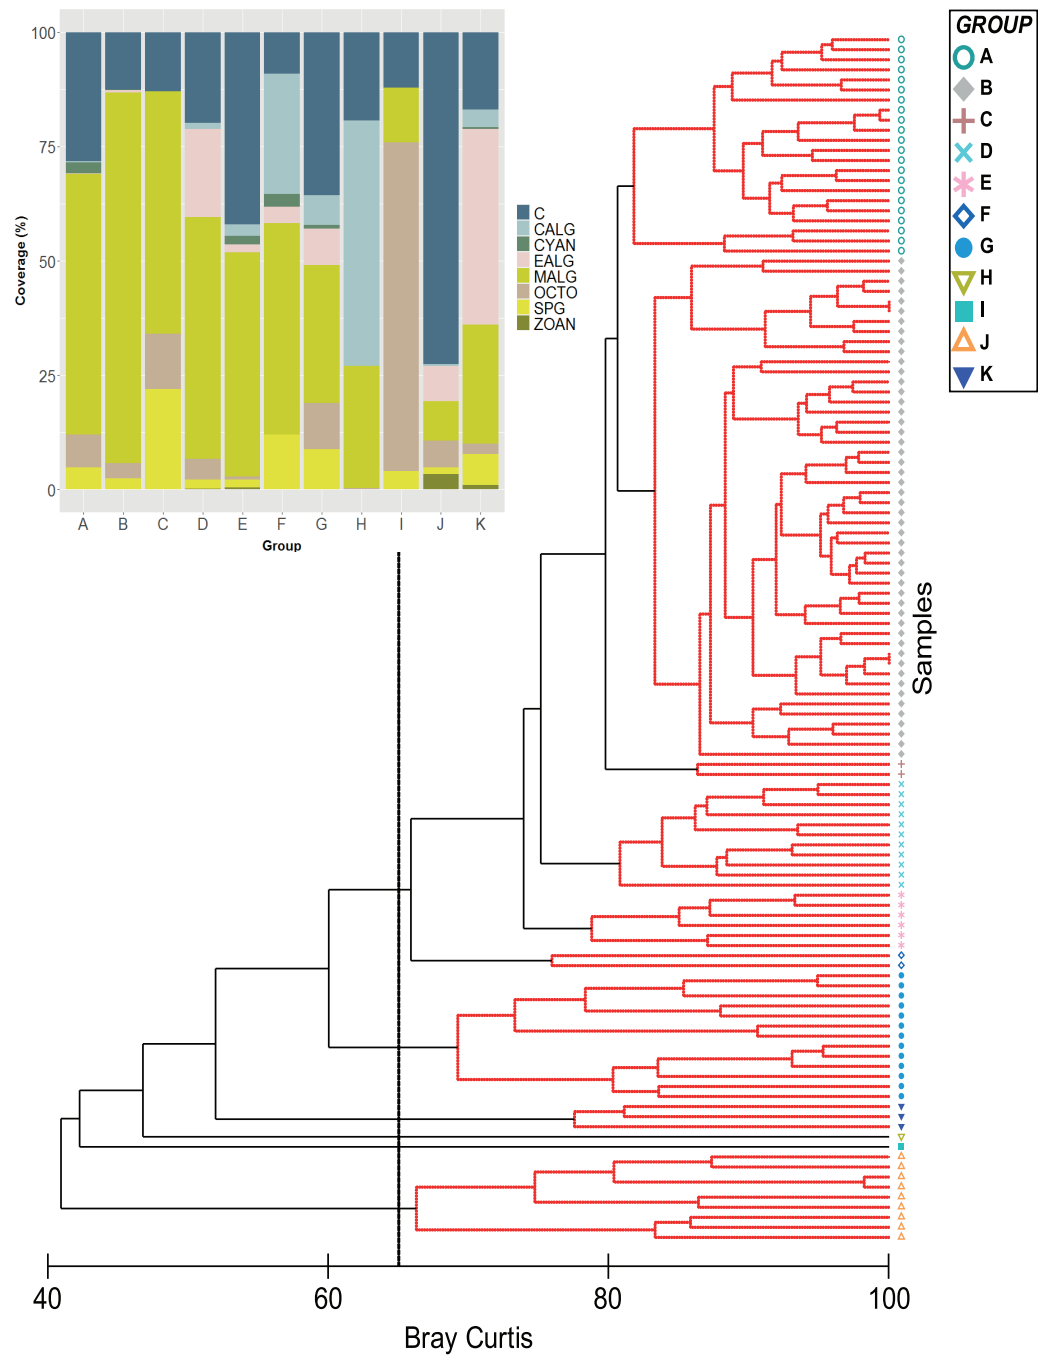 100
75
50
25
0
Coverage (%)
A B C D E F G H I J K
Group
C
CALG
CYAN
EALG
MALG
OCTO
SPG
ZOAN
GROUP
A
B
C
D
E
F
G
H
I
J
K
Samples
40 60 80 100
Bray Curtis